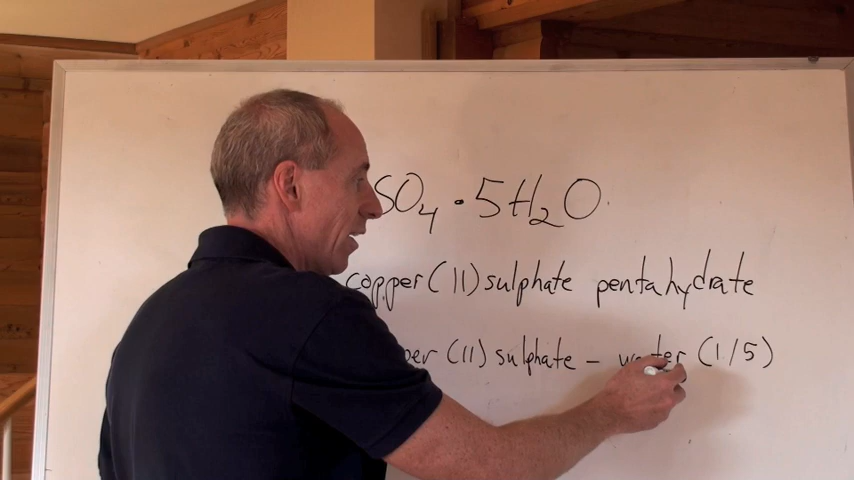 SO₄ • 5H₂O
copper (II) sulphate pentahydrate
per (II) sulphate – water (1/5)